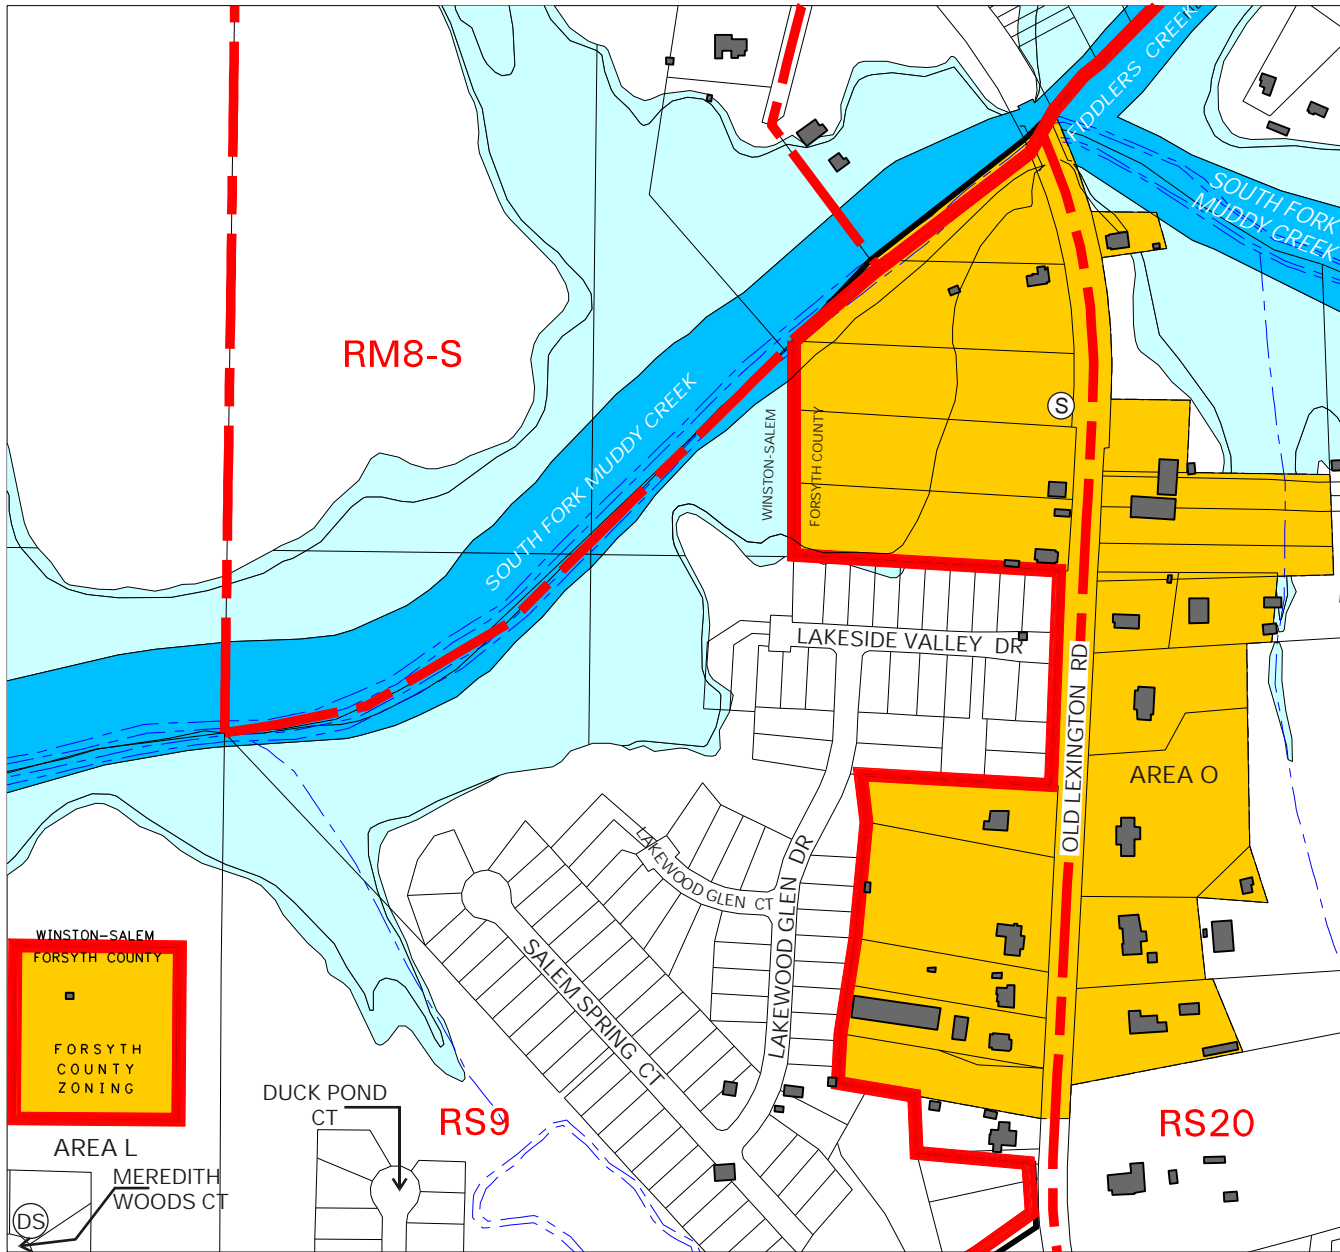 FIDDLERS CREEK
SOUTH FORK
MUDDY CREEK
RM8-S
SOUTH FORK MUDDY CREEK
WINSTON-SALEM
FORSYTH COUNTY
S
LAKESIDE VALLEY DR
OLD LEXINGTON RD
AREA O
LAKEWOOD GLEN CT
LAKEWOOD GLEN DR
SALEM SPRING CT
WINSTON-SALEM
FORSYTH COUNTY
FORSYTH
COUNTY
ZONING
AREA L
MEREDITH
WOODS CT
DS
DUCK POND
CT
RS9
RS20